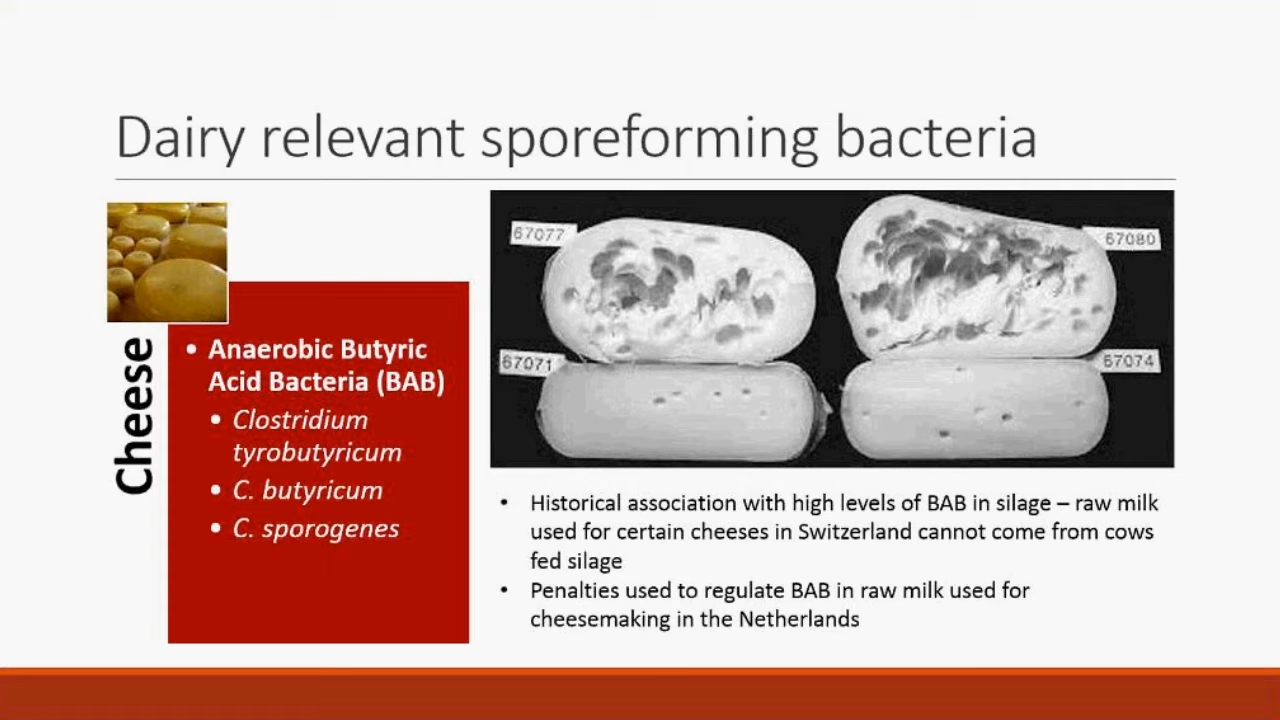 Dairy relevant sporeforming bacteria
Cheese
• Anaerobic Butyric
Acid Bacteria (BAB)
• Clostridium
tyrobutyricum
• C. butyricum
• C. sporogenes
67077
67080
67071
67074
• Historical association with high levels of BAB in silage – raw milk
used for certain cheeses in Switzerland cannot come from cows
fed silage
• Penalties used to regulate BAB in raw milk used for
cheesemaking in the Netherlands